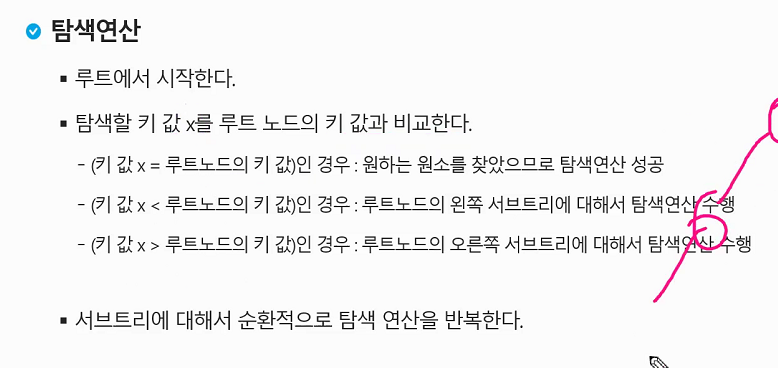 탐색연산
▪ 루트에서 시작한다.
▪ 탐색할 키 값 x를 루트 노드의 키 값과 비교한다.
- (키 값 x = 루트노드의 키 값)인 경우 : 원하는 원소를 찾았으므로 탐색연산 성공
- (키 값 x < 루트노드의 키 값)인 경우 : 루트노드의 왼쪽 서브트리에 대해서 탐색연산 수행
- (키 값 x > 루트노드의 키 값)인 경우 : 루트노드의 오른쪽 서브트리에 대해서 탐색연산 수행
▪ 서브트리에 대해서 순환적으로 탐색 연산을 반복한다.